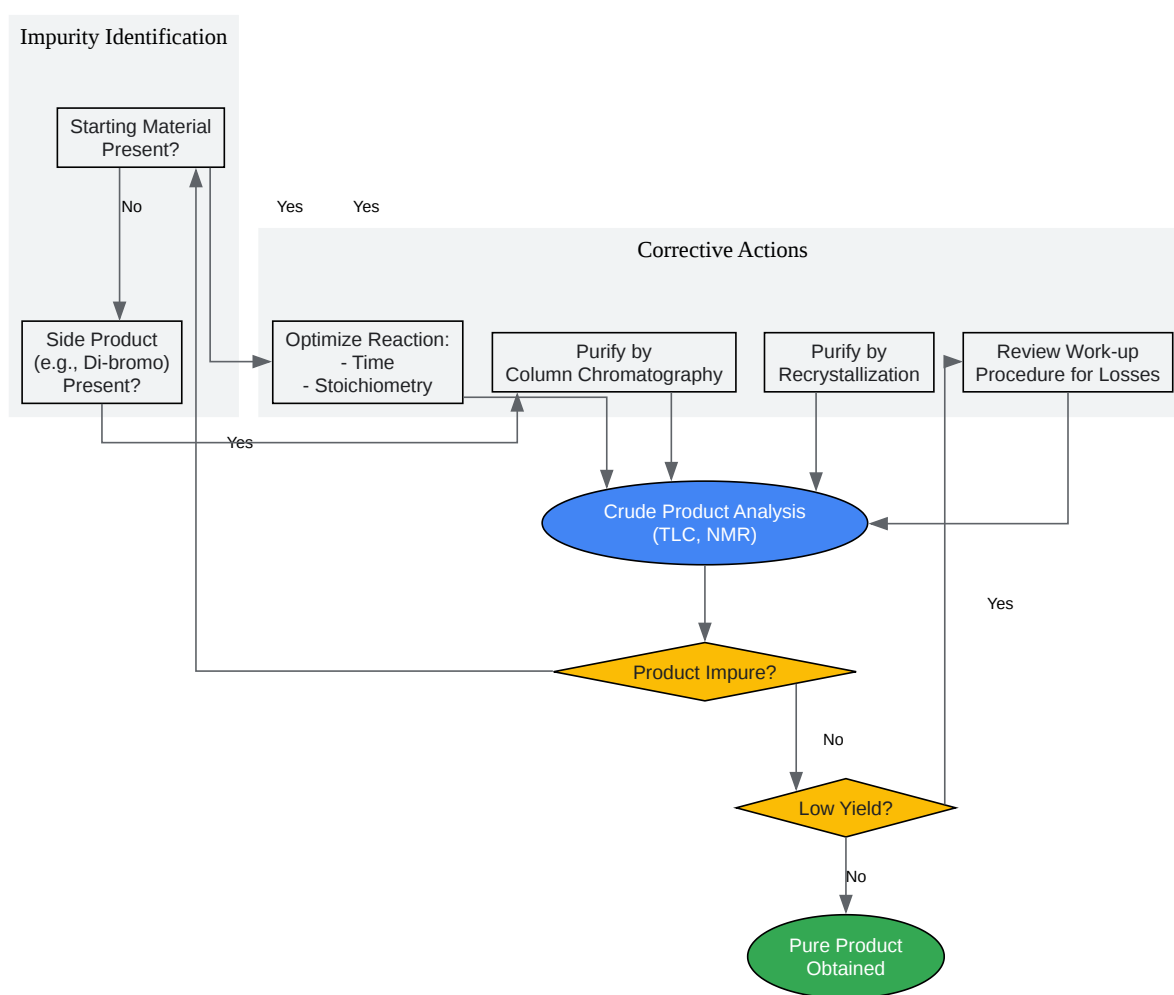 Impurity Identification
Starting Material
Present?
No
Yes
Yes
Corrective Actions
Side Product
(e.g., Di-bromo)
Present?
Optimize Reaction:
- Time
- Stoichiometry
Purify by
Column Chromatography
Purify by
Recrystallization
Review Work-up
Procedure for Losses
Yes
Crude Product Analysis
(TLC, NMR)
Yes
Product Impure?
No
Low Yield?
No
Pure Product
Obtained